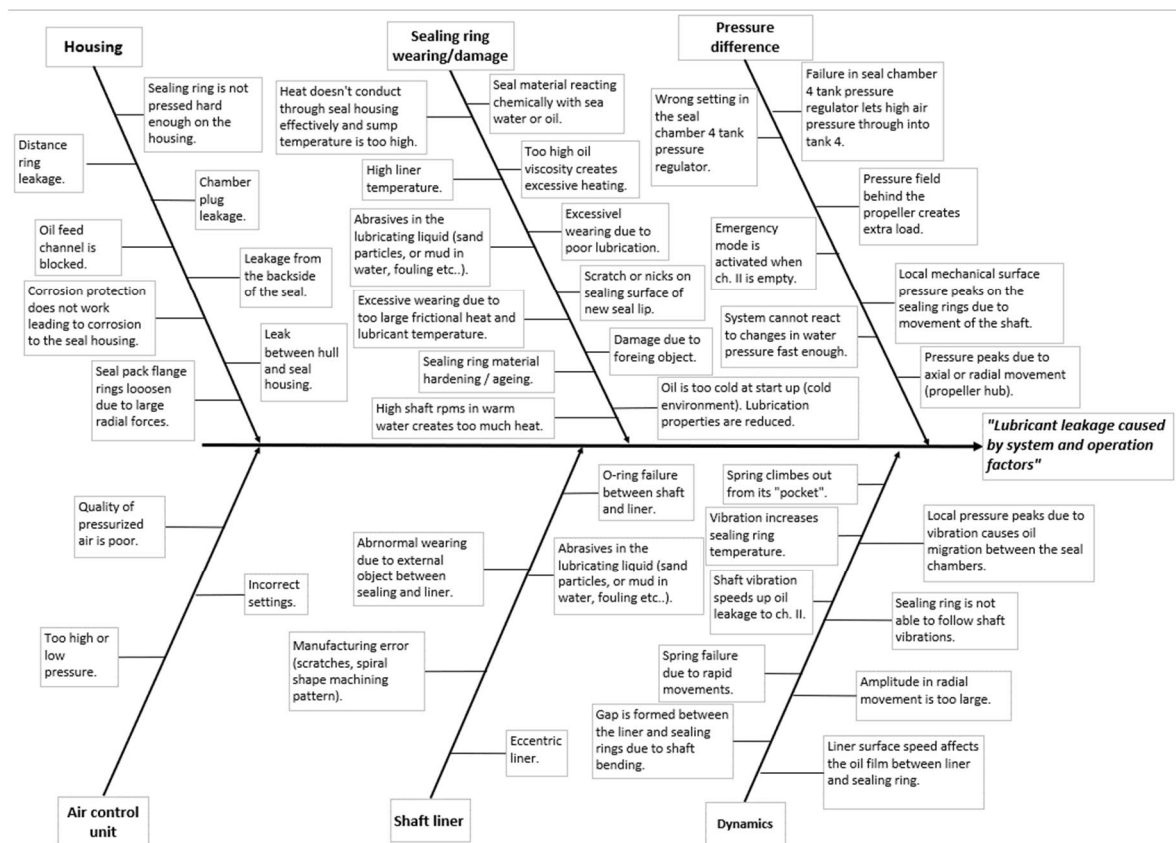 Housing
Sealing ring is not
pressed hard
enough on the
housing.
Distance
ring
leakage.
Chamber
plug
leakage.
Oil feed
channel is
blocked.
Leakage from
the backside
of the seal.
Corrosion protection
does not work
leading to corrosion
to the seal housing.
Leak
between hull
and seal
housing.
Seal pack flange
rings looosen
due to large
radial forces.
Sealing ring
wearing/damage
Heat doesn't conduct
through seal housing
effectively and sump
temperature is too high.
Seal material reacting
chemically with sea
water or oil.
High liner
temperature.
Too high oil
viscosity creates
excessive heating.
Abrasives in the
lubricating liquid (sand
particles, or mud in
water, fouling etc..).
Excessivel
wearing due to
poor lubrication.
Excessive wearing due to
too large frictional heat and
lubricant temperature.
Scratch or nicks on
sealing surface of
new seal lip.
Sealing ring material
hardening / ageing.
Damage due to
foreing object.
High shaft rpms in warm
water creates too much heat.
Oil is too cold at start up (cold
environment). Lubrication
properties are reduced.
Pressure
difference
Wrong setting in
the seal
chamber 4 tank
pressure
regulator.
Failure in seal chamber
4 tank pressure
regulator lets high air
pressure through into
tank 4.
Pressure field
behind the
propeller creates
extra load.
Emergency
mode is
activated when
ch. II is empty.
Local mechanical surface
pressure peaks on the
sealing rings due to
movement of the shaft.
System cannot react
to changes in water
pressure fast enough.
Pressure peaks due to
axial or radial movement
(propeller hub).
"Lubricant leakage caused
by system and operation
factors"
Quality of
pressurized
air is poor.
Incorrect
settings.
Too high or
low
pressure.
Air control
unit
O-ring failure
between shaft
and liner.
Abrnormal wearing
due to external
object between
sealing and liner.
Abrasives in the
lubricating liquid (sand
particles, or mud in
water, fouling etc..).
Manufacturing error
(scratches, spiral
shape machining
pattern).
Eccentric
liner.
Shaft liner
Spring climbes out
from its "pocket".
Vibration increases
sealing ring
temperature.
Local pressure peaks due to
vibration causes oil
migration between the seal
chambers.
Shaft vibration
speeds up oil
leakage to ch. II.
Sealing ring is not
able to follow shaft
vibrations.
Spring failure
due to rapid
movements.
Amplitude in radial
movement is too large.
Gap is formed between
the liner and sealing
rings due to shaft
bending.
Liner surface speed affects
the oil film between liner
and sealing ring.
Dynamics